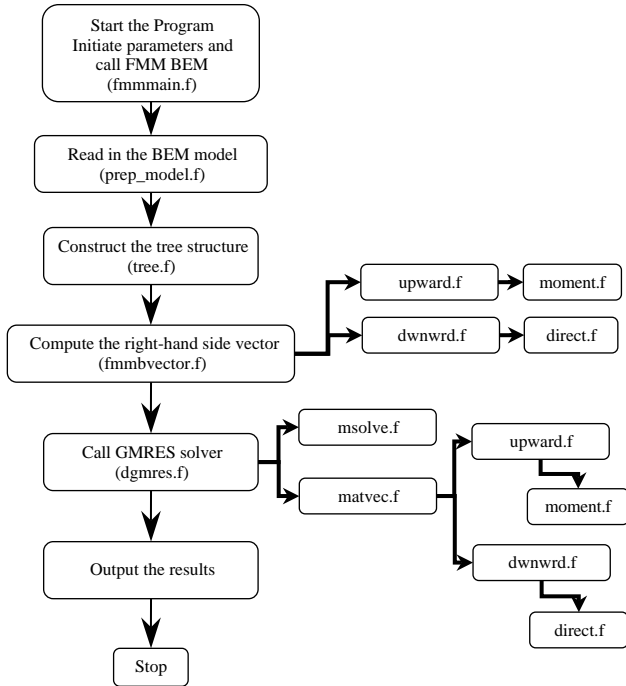 Start the Program
Initiate parameters and
call FMM BEM
(fmmmain.f)
Read in the BEM model
(prep_model.f)
Construct the tree structure
(tree.f)
upward.f
moment.f
Compute the right-hand side vector
(fmmbvector.f)
dwnwrd.f
direct.f
Call GMRES solver
(dgmres.f)
msolve.f
matvec.f
upward.f
moment.f
dwnwrd.f
direct.f
Output the results
Stop